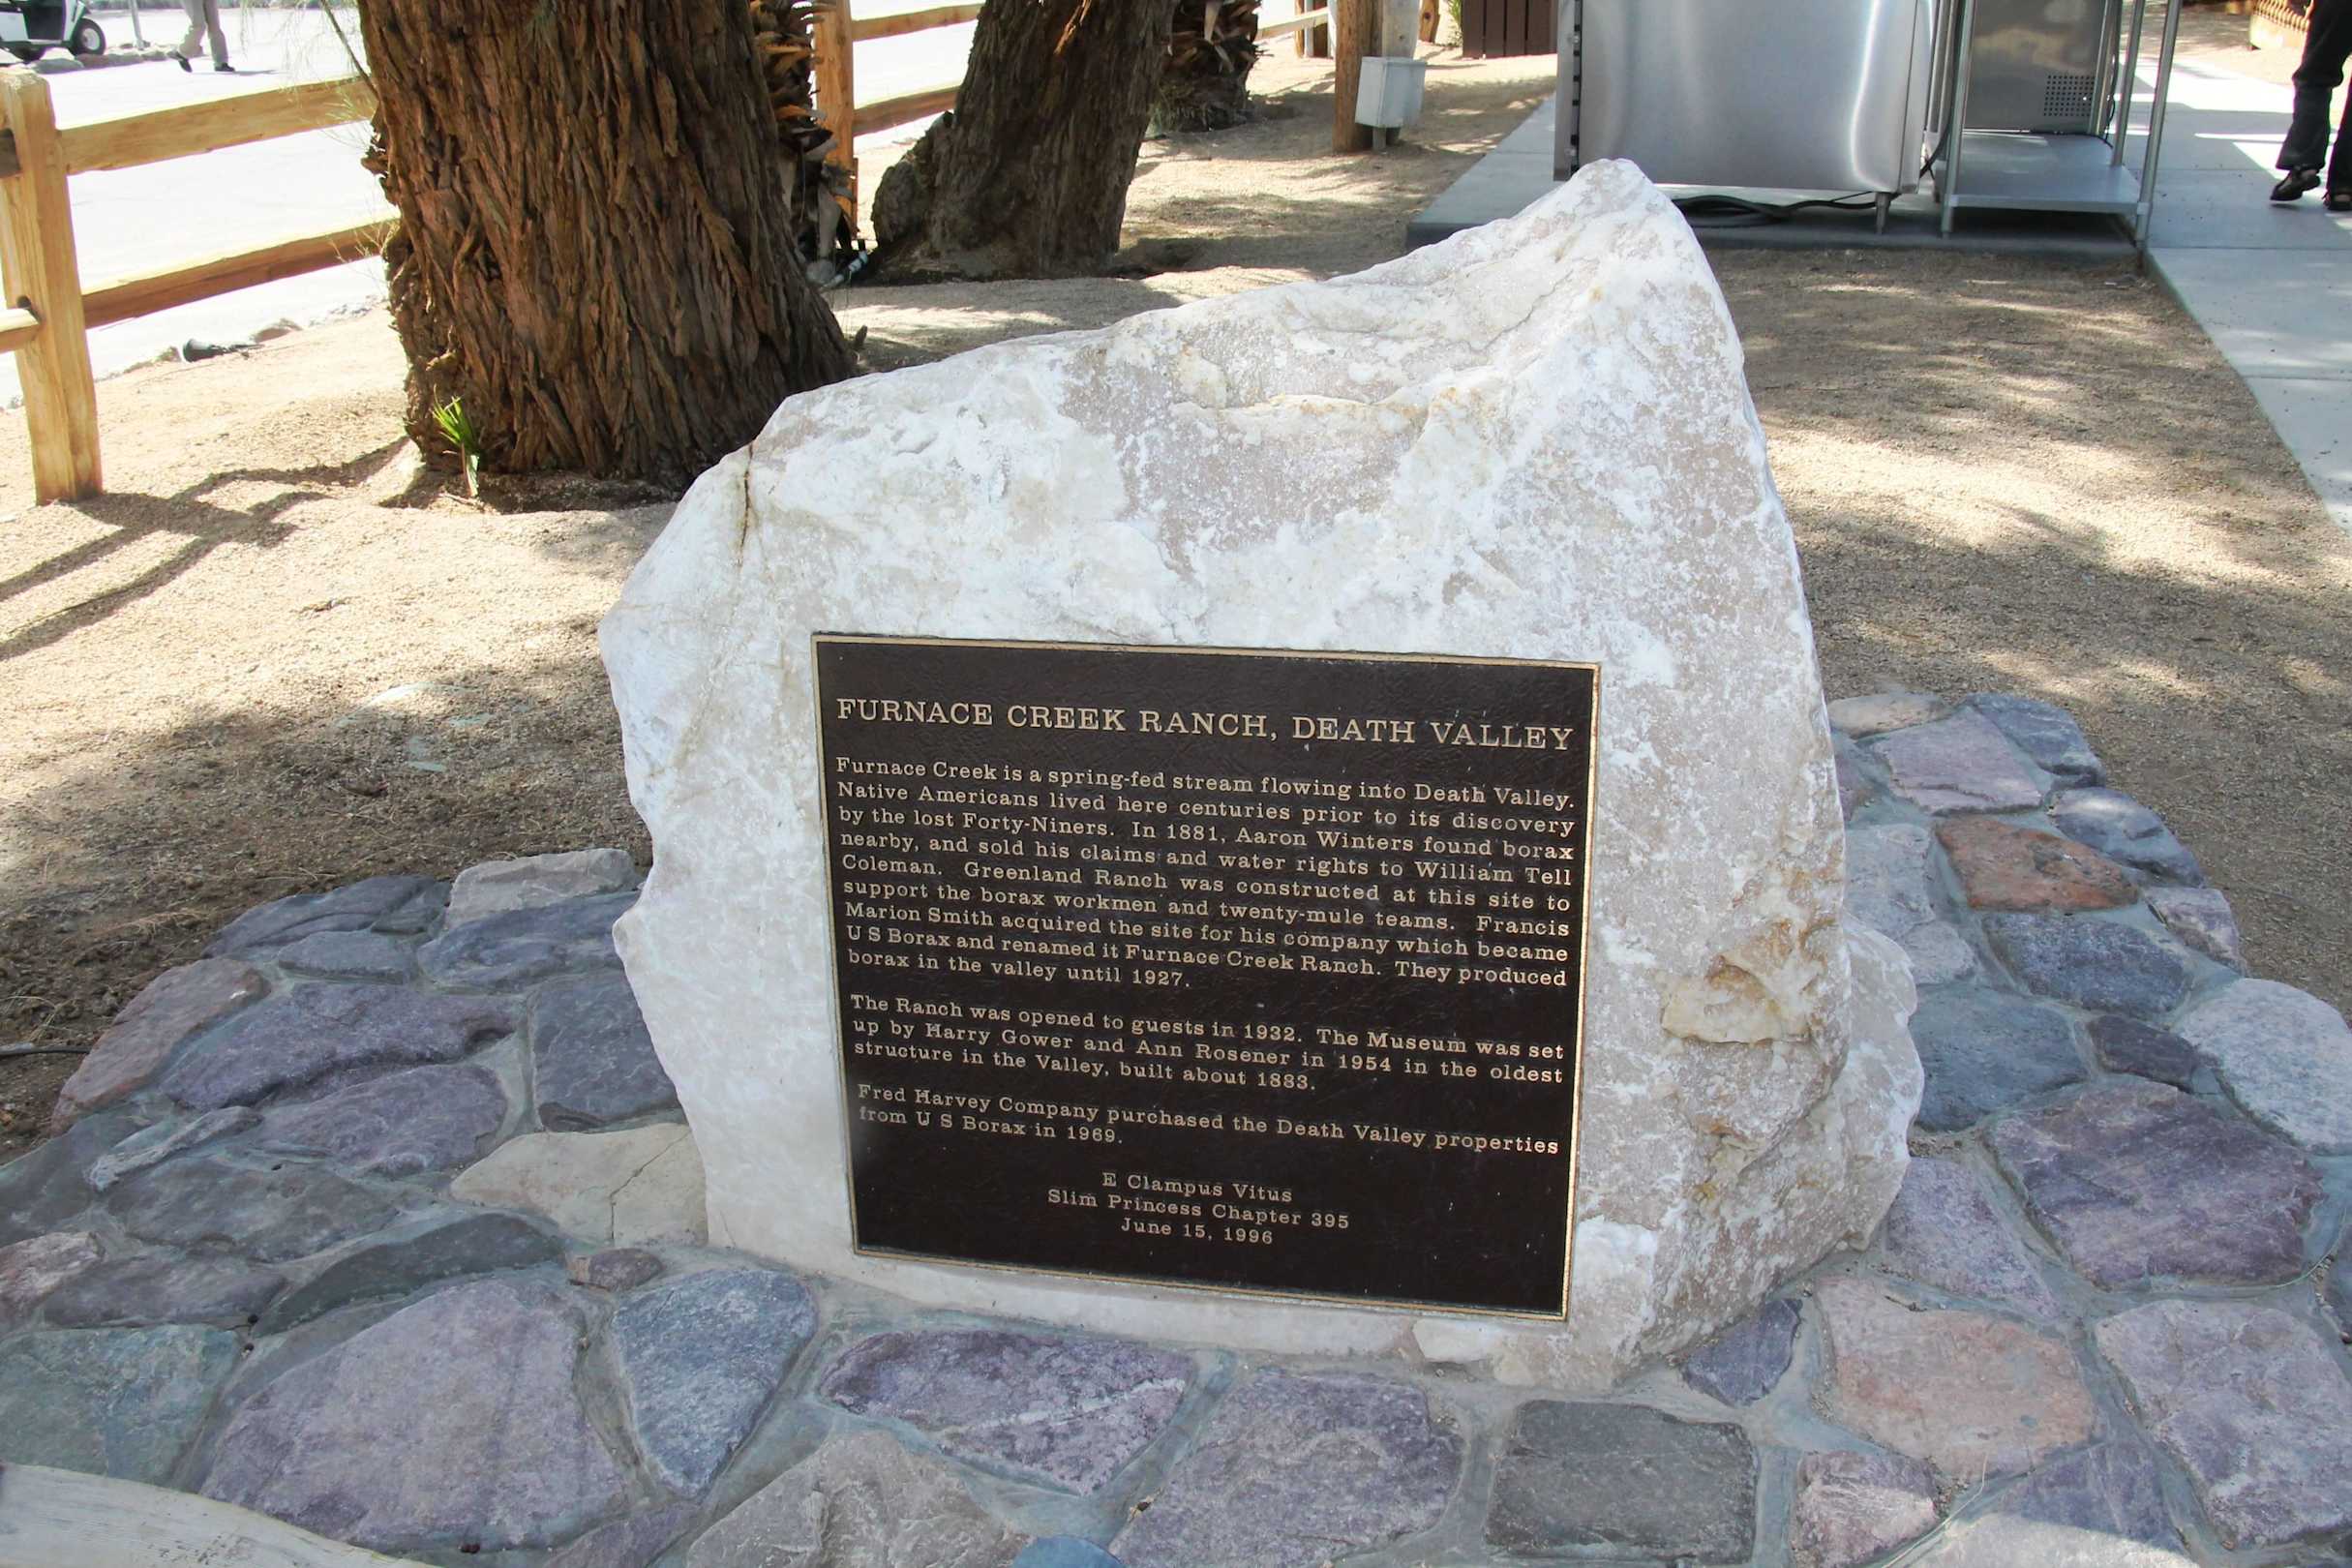 FURNACE CREEK RANCH, DEATH VALLEY
Furnace Creek is a spring-fed stream flowing into Death Valley.
Native Americans lived here centuries prior to its discovery
by the lost Forty-Niners. In 1881, Aaron Winters found borax
nearby, and sold his claims and water rights to William Tell
Coleman. Greenland Ranch was constructed at this site to
support the borax workmen and twenty-mule teams. Francis
Marion Smith acquired the site for his company which became
U S Borax and renamed it Furnace Creek Ranch. They produced
borax in the valley until 1927.
The Ranch was opened to guests in 1932. The Museum was set
up by Harry Gower and Ann Rosener in 1954 in the oldest
structure in the Valley, built about 1883.
Fred Harvey Company purchased the Death Valley properties
from U S Borax in 1969.
E Clampus Vitus
Slim Princess Chapter 395
June 15, 1996